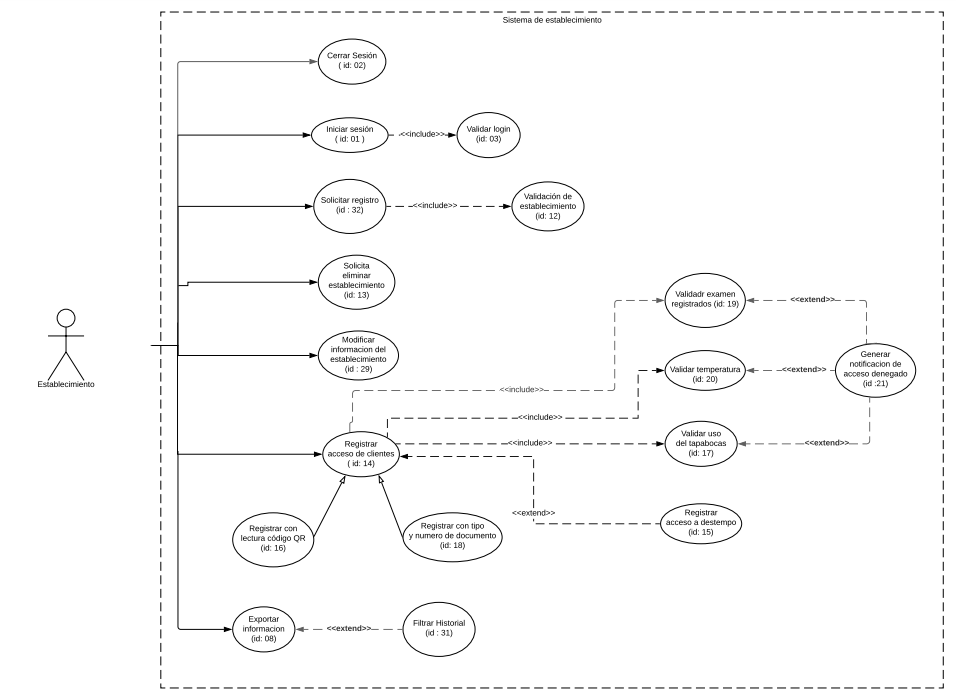 Sistema de establecimiento
Cerrar Sesión
( id: 02)
Iniciar sesión
( id: 01 )
<<include>>
Validar login
(id: 03)
Solicitar registro
(id : 32)
<<include>>
Validación de
establecimiento
(id: 12)
Solicita
eliminar
establecimiento
(id: 13)
Validadr examen
registrados (id: 19)
<<extend>>
Modificar
informacion del
establecimiento
(id : 29)
Generar
notificacion de
acceso denegado
(id :21)
Validar temperatura
(id: 20)
<<extend>>
Establecimiento
<<include>>
<<include>>
Registrar
acceso de clientes
( id: 14)
<<include>>
Validar uso
del tapabocas
(id: 17)
<<extend>>
<<extend>>
Registrar
acceso a destempo
(id: 15)
Registrar con
lectura código QR
(id: 16)
Registrar con tipo
y numero de documento
(id: 18)
Exportar
informacion
(id: 08)
<<extend>>
Filtrar Historial
(id : 31)